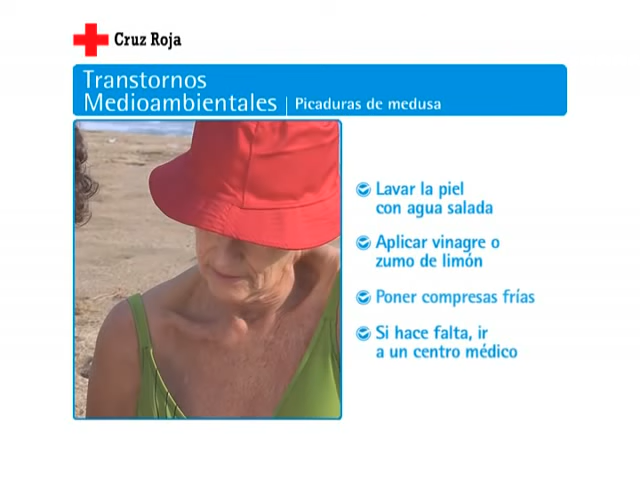 Cruz Roja
Transtornos
Medioambientales | Picaduras de medusa
Lavar la piel
con agua salada
Aplicar vinagre o
zumo de limón
Poner compresas frías
Si hace falta, ir
a un centro médico